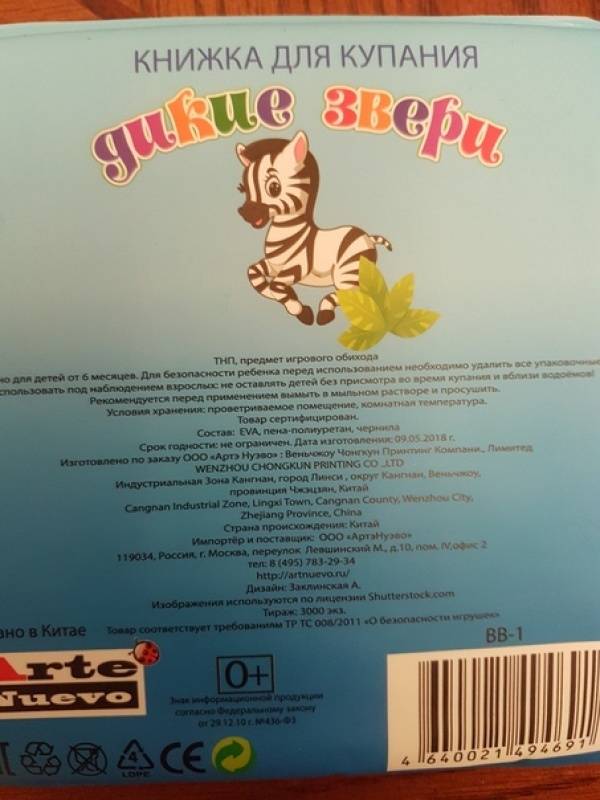 КНИЖКА ДЛЯ КУПАНИЯ
дикие звери
ТНП, предмет игрового обихода
но для детей от 6 месяцев. Для безопасности ребенка перед использованием необходимо удалить все упаковочные
использовать под наблюдением взрослых: не оставлять детей без присмотра во время купания и вблизи водоёмов!
Рекомендуется перед применением вымыть в мыльном растворе и просушить.
Условия хранения: проветриваемое помещение, комнатная температура.
Товар сертифицирован.
Состав: EVA, пена-полиуретан, чернила
Срок годности: не ограничен. Дата изготовления: 09.05.2018 г.
Изготовлено по заказу ООО «Артэ Нуэво» : Веньчжоу Чонгкун Принтинг Компани., Лимитед
WENZHOU CHONGKUN PRINTING CO .,LTD
Индустриальная Зона Кангнан, город Линси , округ Кангнан, Веньчжоу,
провинция Чжэцзян, Китай
Cangnan Industrial Zone, Lingxi Town, Cangnan County, Wenzhou City,
Zhejiang Province, China
Страна происхождения: Китай
Импортёр и поставщик: ООО «АртэНуэво»
119034, Россия, г. Москва, переулок Левшинский М., д.10, пом. IV,офис 2
тел: 8 (495) 783-29-34
http://artnuevo.ru/
Дизайн: Заклинская А.
Изображения используются по лицензии Shutterstock.com
Тираж: 3000 экз.
ано в Китае
Товар соответствует требованиям ТР ТС 008/2011 «О безопасности игрушек»
BB-1
Arte
Nuevo
0+
Знак информационной продукции
согласно Федеральному закону
от 29.12.10 г. №436-ФЗ
4
LDPE
CE
4 640021 494691